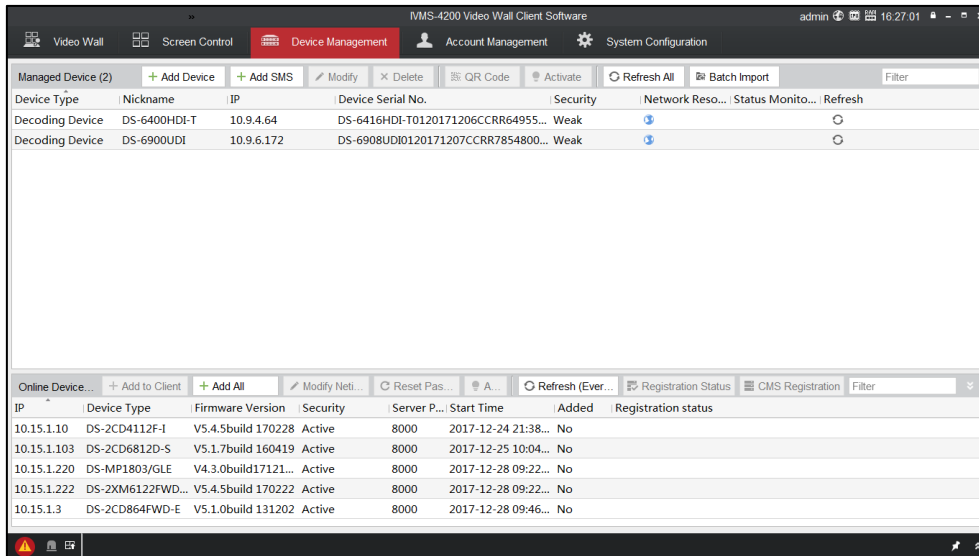 » IVMS-4200 Video Wall Client Software admin 16:27:01
Video Wall Screen Control Device Management Account Management System Configuration
Managed Device (2) + Add Device + Add SMS Modify × Delete QR Code Activate Refresh All Batch Import Filter
Device Type Nickname IP Device Serial No. Security Network Reso... Status Monito... Refresh
Decoding Device DS-6400HDI-T 10.9.4.64 DS-6416HDI-T0120171206CCRR64955... Weak
Decoding Device DS-6900UDI 10.9.6.172 DS-6908UDI0120171207CCRR7854800... Weak
Online Device... + Add to Client + Add All Modify Neti... Reset Pas... A... Refresh (Ever... Registration Status CMS Registration Filter
IP Device Type Firmware Version Security Server P... Start Time Added Registration status
10.15.1.10 DS-2CD4112F-I V5.4.5build 170228 Active 8000 2017-12-24 21:38... No
10.15.1.103 DS-2CD6812D-S V5.1.7build 160419 Active 8000 2017-12-25 10:04... No
10.15.1.220 DS-MP1803/GLE V4.3.0build17121... Active 8000 2017-12-28 09:22... No
10.15.1.222 DS-2XM6122FWD... V5.4.5build 170222 Active 8000 2017-12-28 09:22... No
10.15.1.3 DS-2CD864FWD-E V5.1.0build 131202 Active 8000 2017-12-28 09:46... No